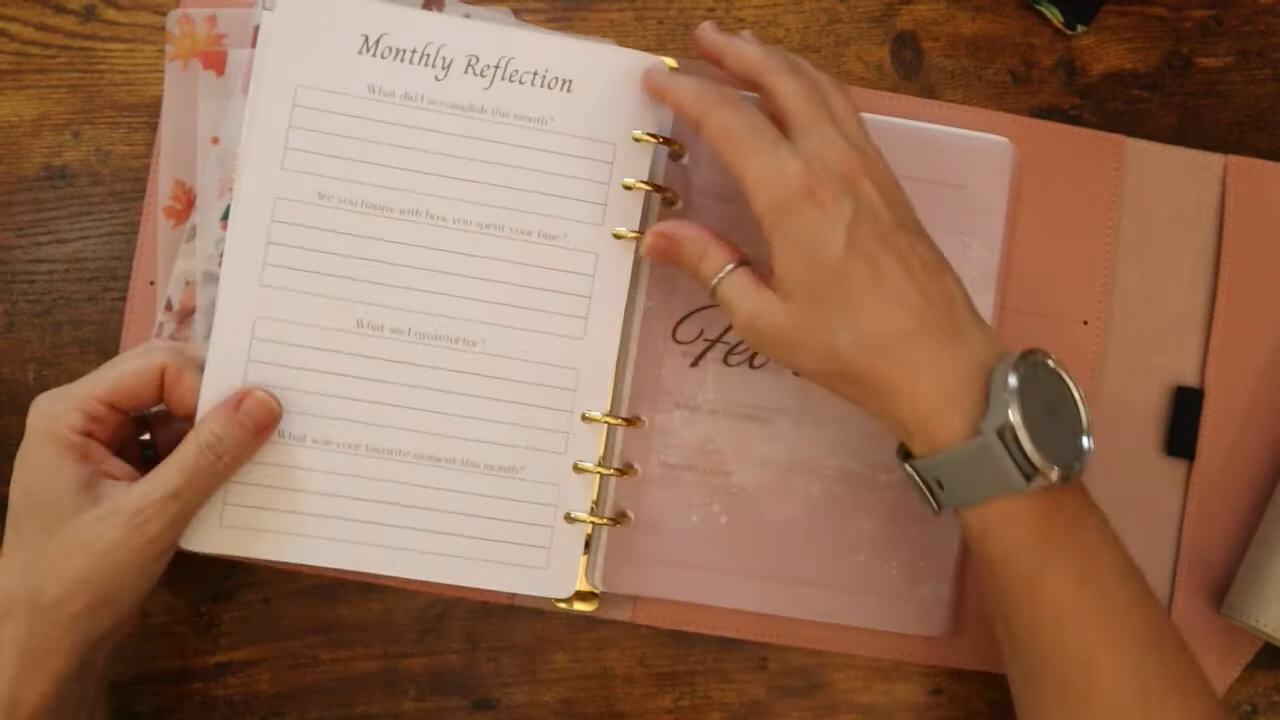 Monthly Reflection
What did I accomplish this month?
Are you happy with how you spent your time?
What am I grateful for?
What was your favorite moment this month?